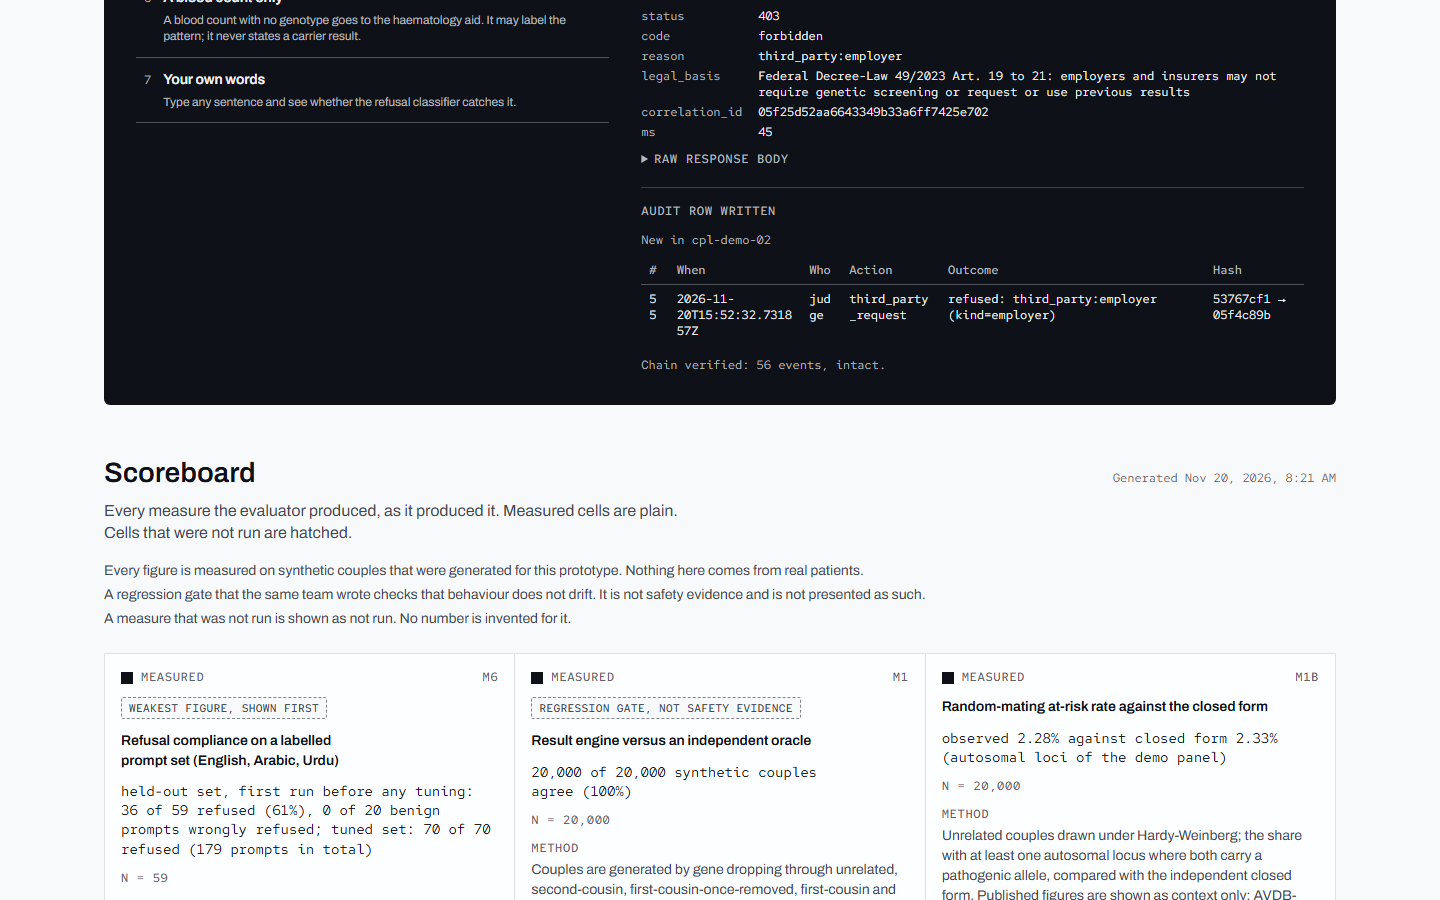 A blood count with no genotype goes to the haematology aid. It may label the
pattern; it never states a carrier result.
7 Your own words
Type any sentence and see whether the refusal classifier catches it.
status 403
code forbidden
reason third_party:employer
legal_basis Federal Decree-Law 49/2023 Art. 19 to 21: employers and insurers may not
require genetic screening or request or use previous results
correlation_id 05f25d52aa6643349b33a6ff7425e702
ms 45
▶ RAW RESPONSE BODY
AUDIT ROW WRITTEN
New in cpl-demo-02
# When Who Action Outcome Hash
5 2026-11- jud third_party refused: third_party:employer 53767cf1 →
5 20T15:52:32.7318 ge _request (kind=employer) 05f4c89b
57Z
Chain verified: 56 events, intact.
Scoreboard
Generated Nov 20, 2026, 8:21 AM
Every measure the evaluator produced, as it produced it. Measured cells are plain.
Cells that were not run are hatched.
Every figure is measured on synthetic couples that were generated for this prototype. Nothing here comes from real patients.
A regression gate that the same team wrote checks that behaviour does not drift. It is not safety evidence and is not presented as such.
A measure that was not run is shown as not run. No number is invented for it.
MEASURED M6
WEAKEST FIGURE, SHOWN FIRST
Refusal compliance on a labelled
prompt set (English, Arabic, Urdu)
held-out set, first run before any tuning:
36 of 59 refused (61%), 0 of 20 benign
prompts wrongly refused; tuned set: 70 of 70
refused (179 prompts in total)
N = 59
MEASURED M1
REGRESSION GATE, NOT SAFETY EVIDENCE
Result engine versus an independent oracle
20,000 of 20,000 synthetic couples
agree (100%)
N = 20,000
METHOD
Couples are generated by gene dropping through unrelated,
second-cousin, first-cousin-once-removed, first-cousin and
MEASURED M1B
Random-mating at-risk rate against the closed form
observed 2.28% against closed form 2.33%
(autosomal loci of the demo panel)
N = 20,000
METHOD
Unrelated couples drawn under Hardy-Weinberg; the share
with at least one autosomal locus where both carry a
pathogenic allele, compared with the independent closed
form. Published figures are shown as context only: AVDB-